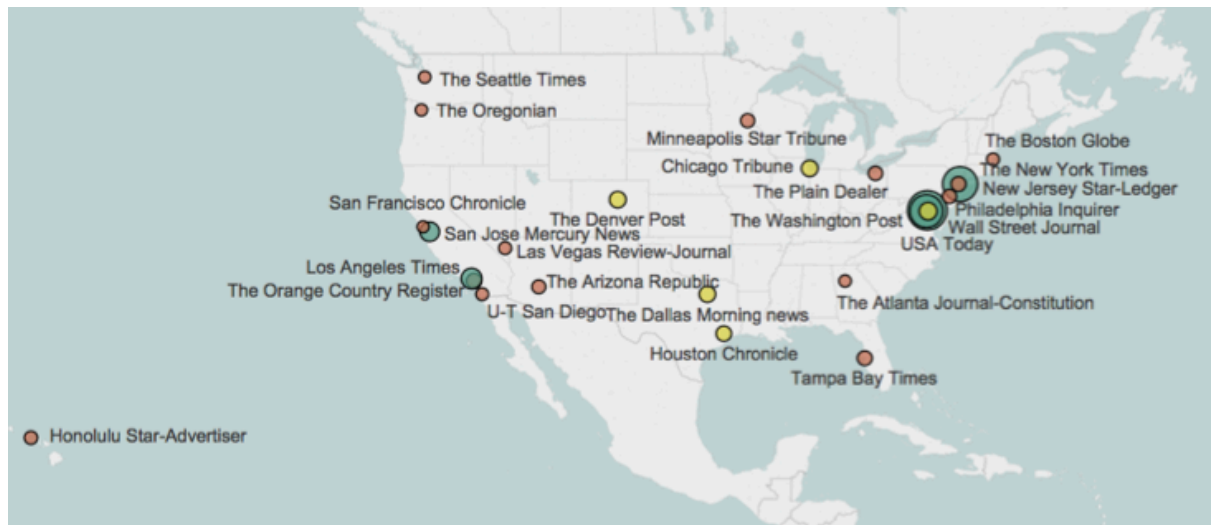 The Seattle Times
The Oregonian
Minneapolis Star Tribune
The Boston Globe
Chicago Tribune
The New York Times
The Plain Dealer
New Jersey Star-Ledger
San Francisco Chronicle
Philadelphia Inquirer
The Denver Post
The Washington Post
Wall Street Journal
San Jose Mercury News
USA Today
Las Vegas Review-Journal
Los Angeles Times
The Arizona Republic
The Orange Country Register
The Atlanta Journal-Constitution
U-T San Diego
The Dallas Morning news
Houston Chronicle
Tampa Bay Times
Honolulu Star-Advertiser